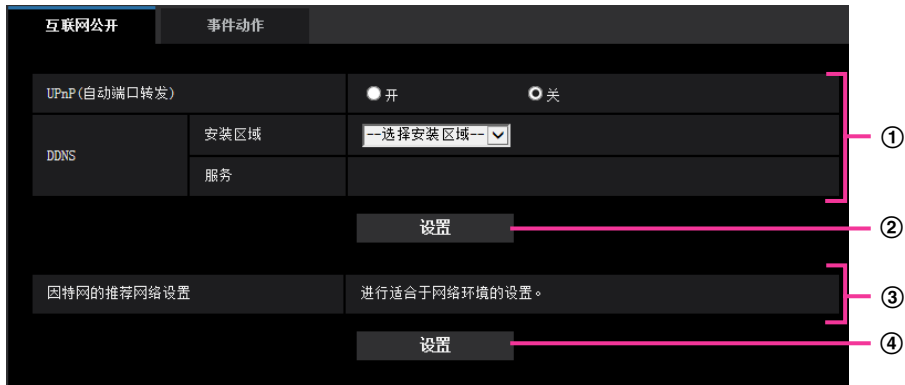 互联网公开 事件动作
UPnP(自动端口转发) 开 关
DDNS 安装区域 --选择安装区域--
服务
①
设置 ②
因特网的推荐网络设置 进行适合于网络环境的设置。 ③
设置 ④